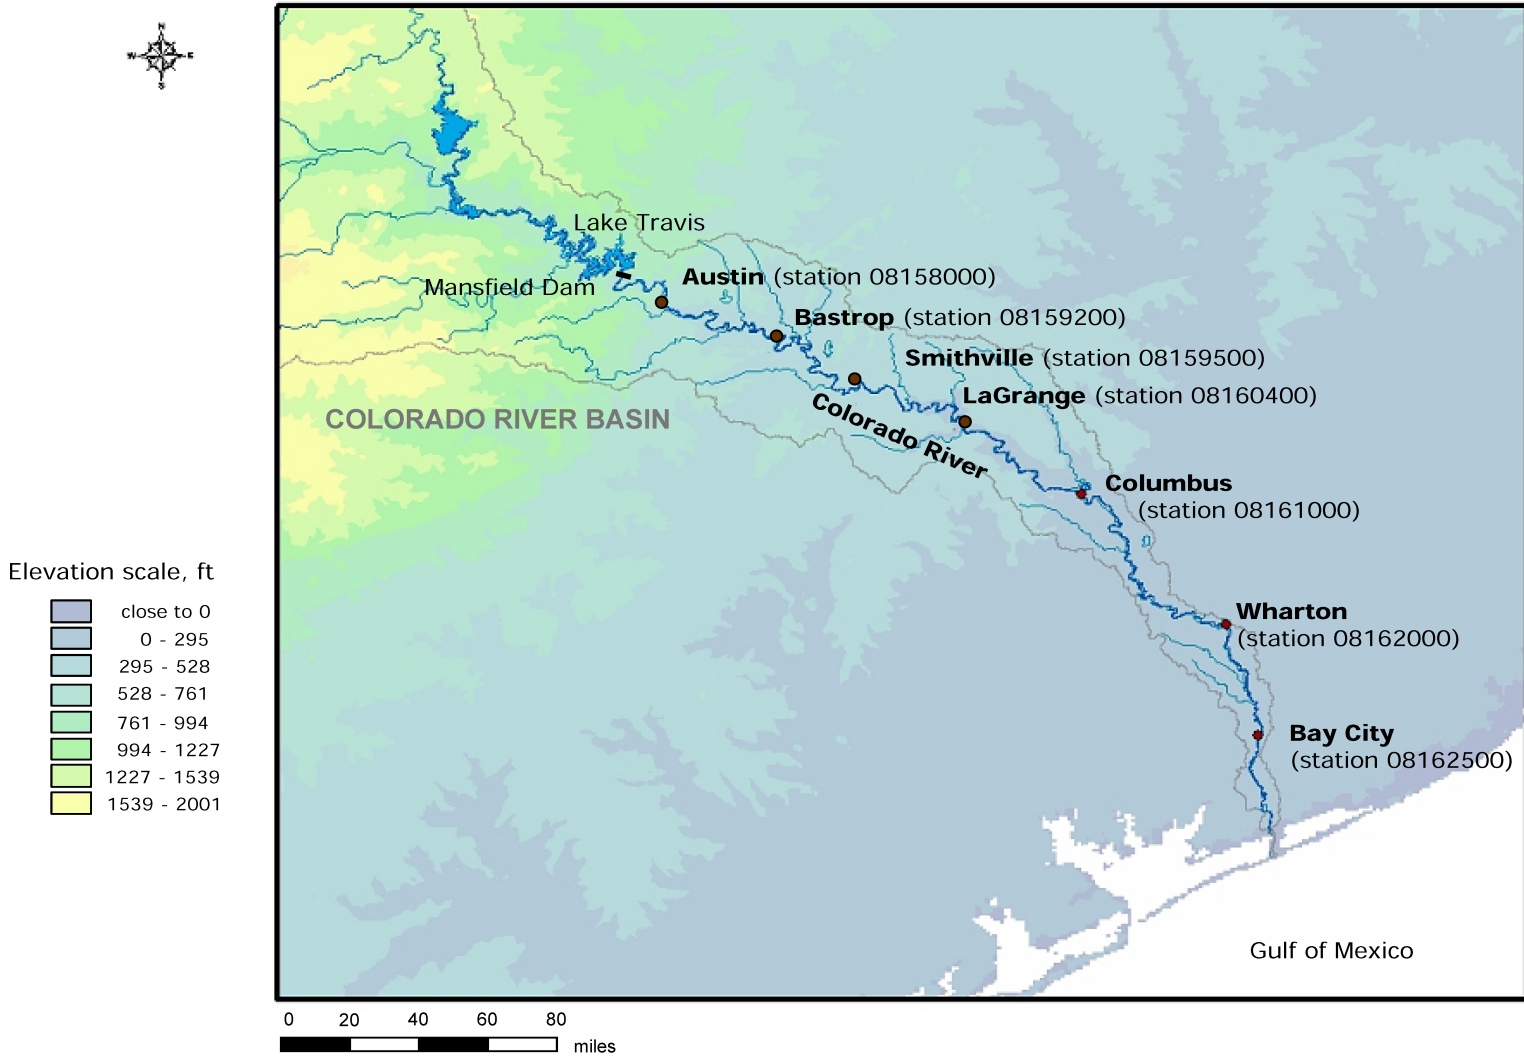 N
W E
S
Lake Travis
Mansfield Dam
Austin (station 08158000)
Bastrop (station 08159200)
Smithville (station 08159500)
LaGrange (station 08160400)
Colorado River
COLORADO RIVER BASIN
Columbus
(station 08161000)
Wharton
(station 08162000)
Bay City
(station 08162500)
Gulf of Mexico
Elevation scale, ft
close to 0
0 - 295
295 - 528
528 - 761
761 - 994
994 - 1227
1227 - 1539
1539 - 2001
0 20 40 60 80
miles